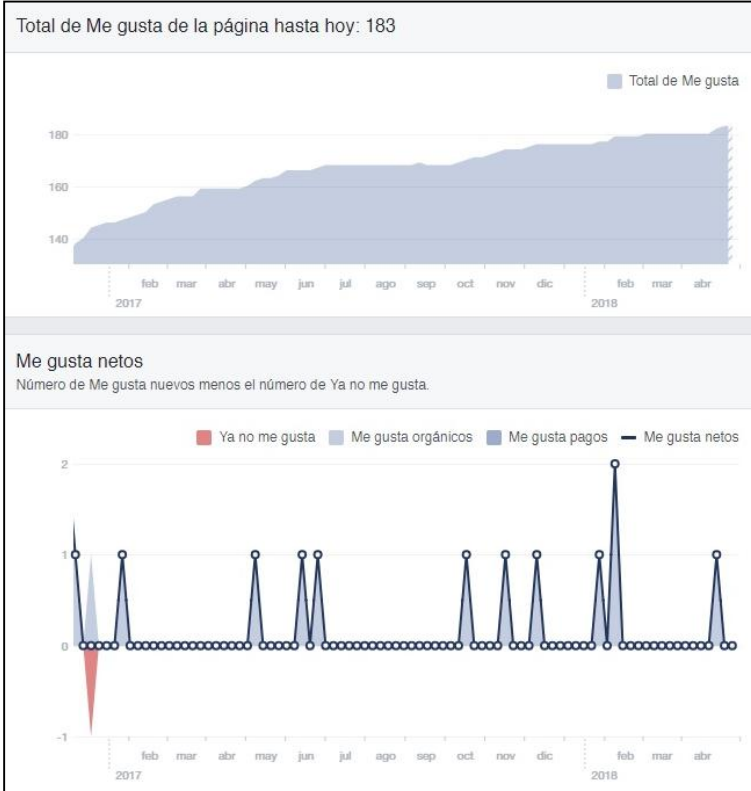 Total de Me gusta de la página hasta hoy: 183
Total de Me gusta
180
160
140
feb mar abr may jun jul ago sep oct nov dic feb mar abr
2017 2018
Me gusta netos
Número de Me gusta nuevos menos el número de Ya no me gusta.
Ya no me gusta Me gusta orgánicos Me gusta pagos Me gusta netos
2
1
0
-1
feb mar abr may jun jul ago sep oct nov dic feb mar abr
2017 2018